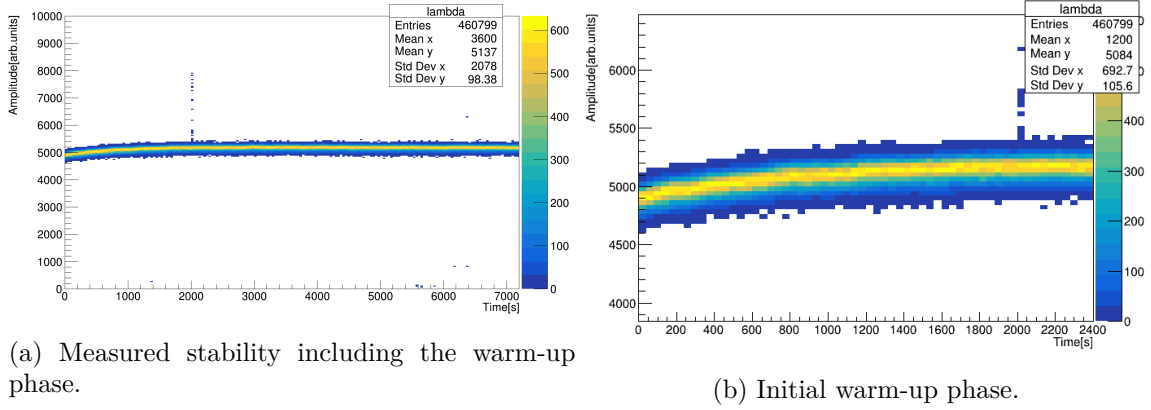 lambda
Entries 460799
Mean x 3600
Mean y 5137
Std Dev x 2078
Std Dev y 98.38
Amplitude[arb.units]
10000
9000
8000
7000
6000
5000
4000
3000
2000
1000
0
0 1000 2000 3000 4000 5000 6000 7000
Time[s]
600
500
400
300
200
100
0
(a) Measured stability including the warm-up
phase.
lambda
Entries 460799
Mean x 1200
Mean y 5084
Std Dev x 692.7
Std Dev y 105.6
Amplitude[arb.units]
6000
5500
5000
4500
4000
0 200 400 600 800 1000 1200 1400 1600 1800 2000 2200 2400
Time[s]
300
200
100
0
(b) Initial warm-up phase.